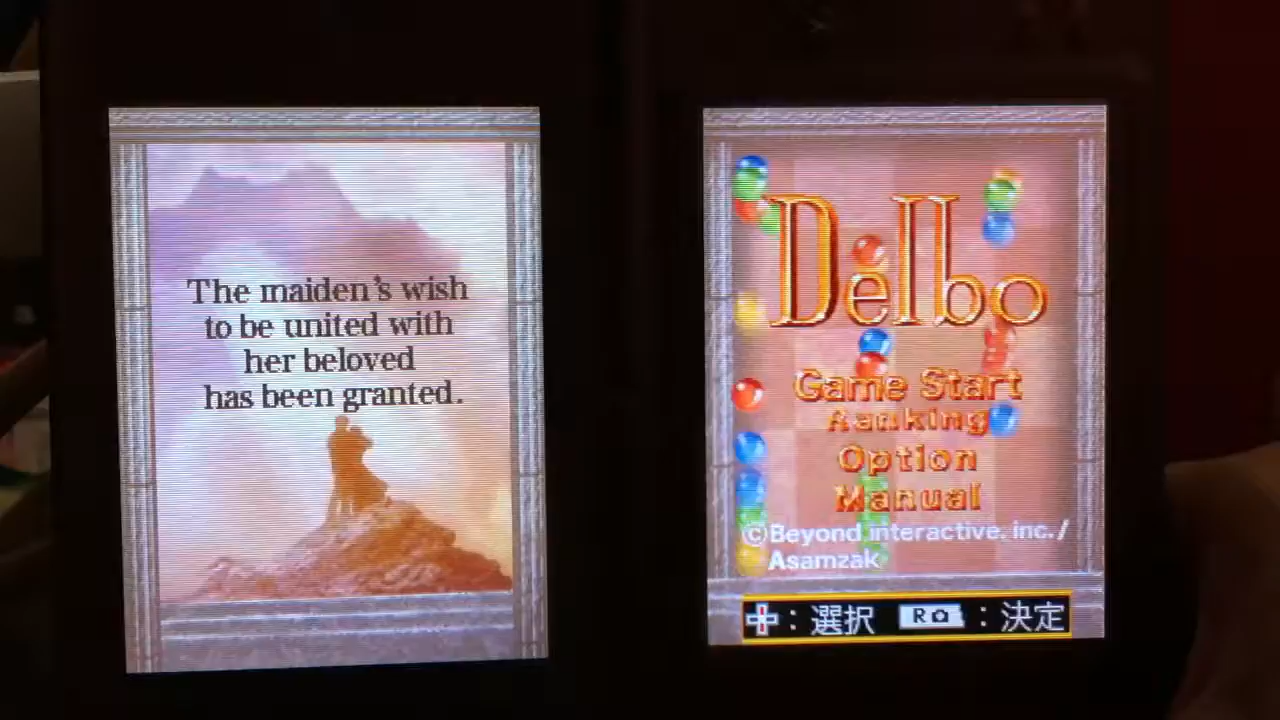 The maiden's wish
to be united with
her beloved
has been granted.
Delbo
Game Start
Ranking
Option
Manual
©Beyond interactive. inc./
Asamzak
：選択 R ：決定